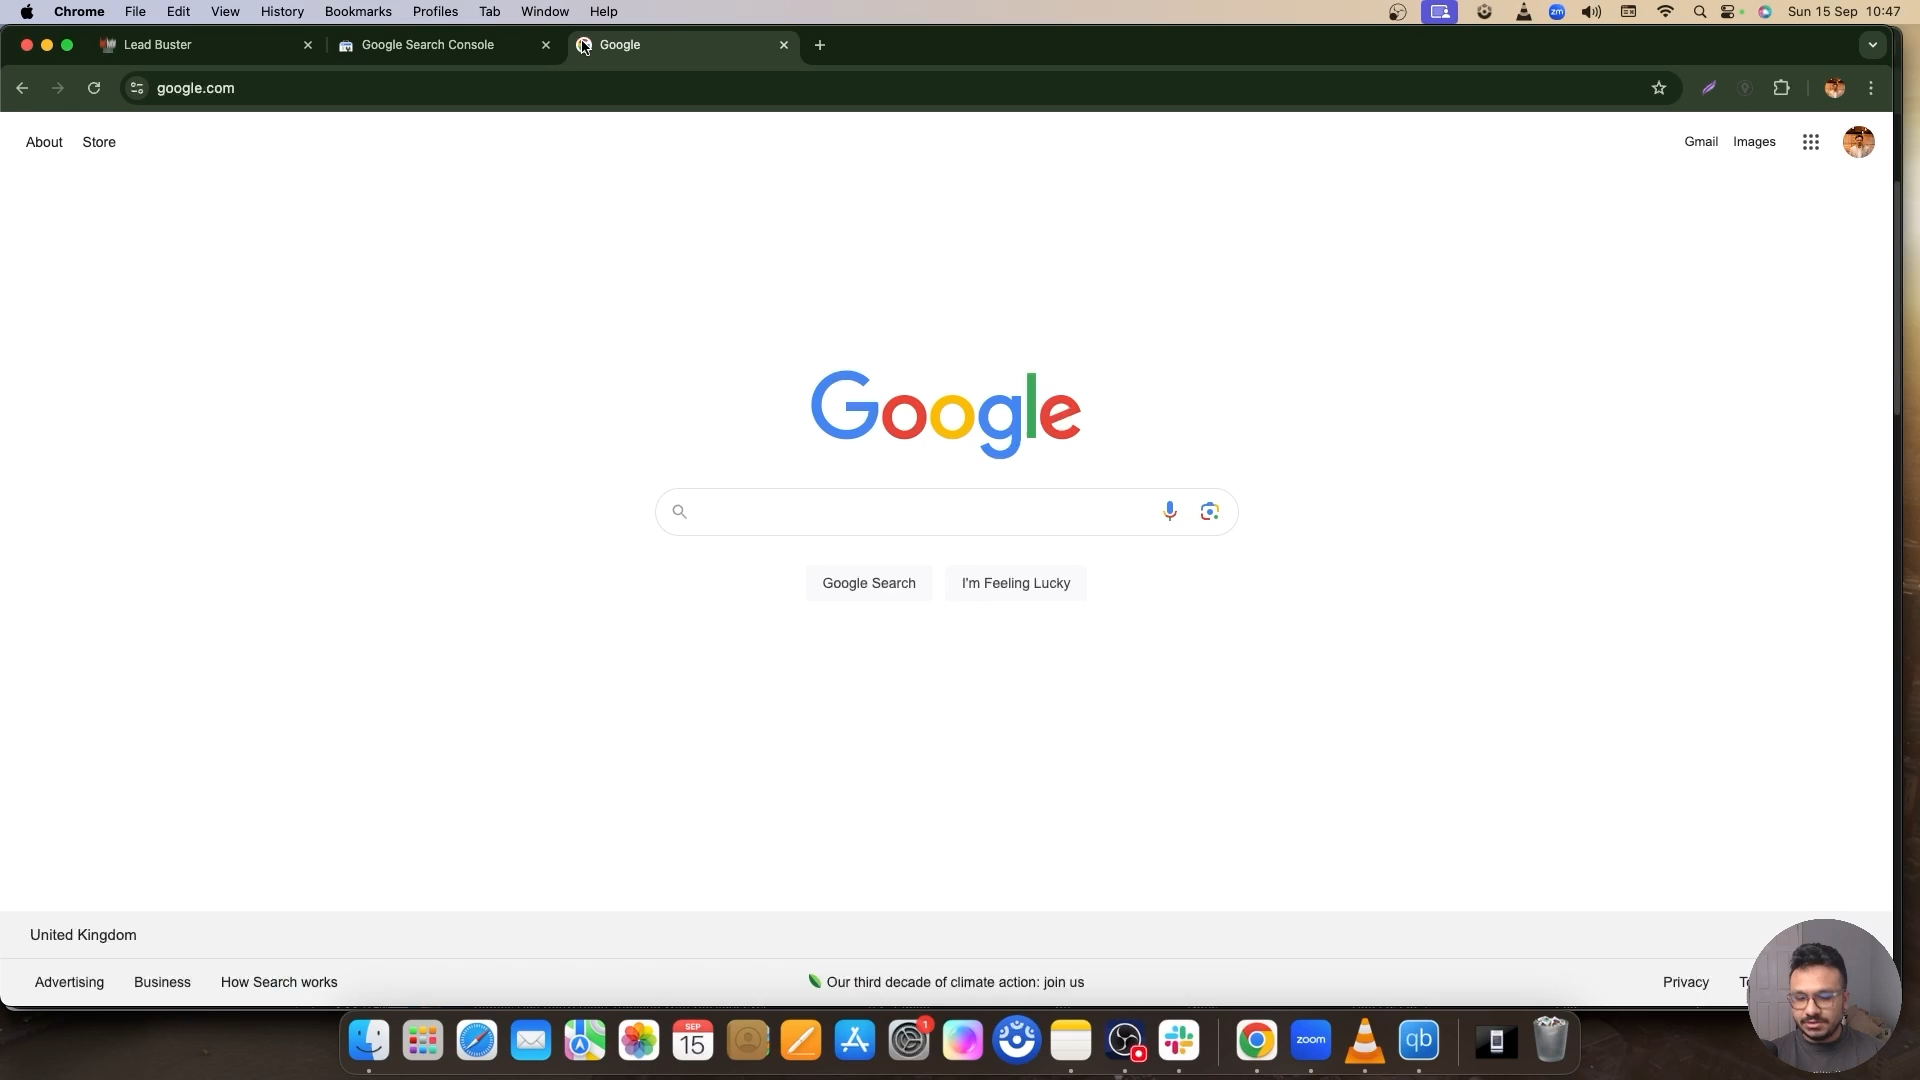 Chrome File Edit View History Bookmarks Profiles Tab Window Help zm Sun 15 Sep 10:47
Lead Buster Google Search Console Google
google.com
About Store Gmail Images
Google
Google Search I'm Feeling Lucky
United Kingdom
Advertising Business How Search works Our third decade of climate action: join us Privacy
SEP
15
1
zoom
qb